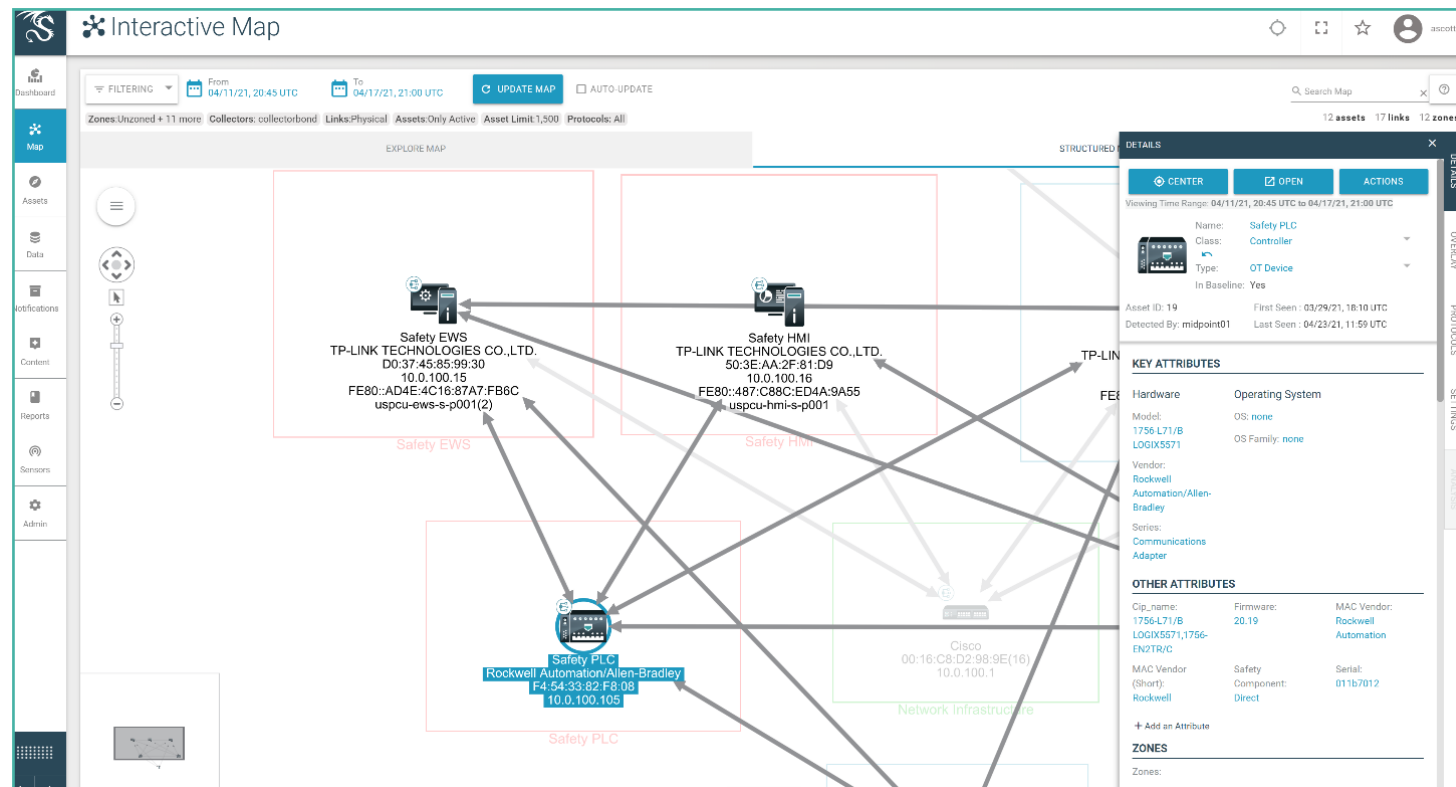 Interactive Map
ascott
Dashboard
Map
Assets
Data
Notifications
Content
Reports
Sensors
Admin
FILTERING
From
04/11/21, 20:45 UTC
To
04/17/21, 21:00 UTC
UPDATE MAP
AUTO-UPDATE
Search Map
Zones:Unzoned + 11 more Collectors: collectorbond Links:Physical Assets:Only Active Asset Limit:1,500 Protocols: All
12 assets 17 links 12 zones
EXPLORE MAP
STRUCTURED
Safety EWS
TP-LINK TECHNOLOGIES CO.,LTD.
D0:37:45:85:99:30
10.0.100.15
FE80::AD4E:4C16:87A7:FB6C
uspcu-ews-s-p001(2)
Safety EWS
Safety HMI
TP-LINK TECHNOLOGIES CO.,LTD.
50:3E:AA:2F:81:D9
10.0.100.16
FE80::487:C88C:ED4A:9A55
uspcu-hmi-s-p001
Safety HMI
TP-LIN
FE8
Safety PLC
Rockwell Automation/Allen-Bradley
F4:54:33:82:F8:08
10.0.100.105
Safety PLC
Cisco
00:16:C8:D2:98:9E(16)
10.0.100.1
Network Infrastructure
DETAILS
CENTER
OPEN
ACTIONS
Viewing Time Range: 04/11/21, 20:45 UTC to 04/17/21, 21:00 UTC
Name: Safety PLC
Class: Controller
Type: OT Device
In Baseline: Yes
Asset ID: 19 First Seen : 03/29/21, 18:10 UTC
Detected By: midpoint01 Last Seen : 04/23/21, 11:59 UTC
KEY ATTRIBUTES
Hardware
Model:
1756-L71/B
LOGIX5571
Vendor:
Rockwell
Automation/Allen-
Bradley
Series:
Communications
Adapter
Operating System
OS: none
OS Family: none
OTHER ATTRIBUTES
Cip_name:
1756-L71/B
LOGIX5571,1756-
EN2TR/C
Firmware:
20.19
MAC Vendor:
Rockwell
Automation
MAC Vendor
(Short):
Rockwell
Safety
Component:
Direct
Serial:
011b7012
+ Add an Attribute
ZONES
Zones:
DETAILS
OVERLAY
PROTOCOLS
SETTINGS